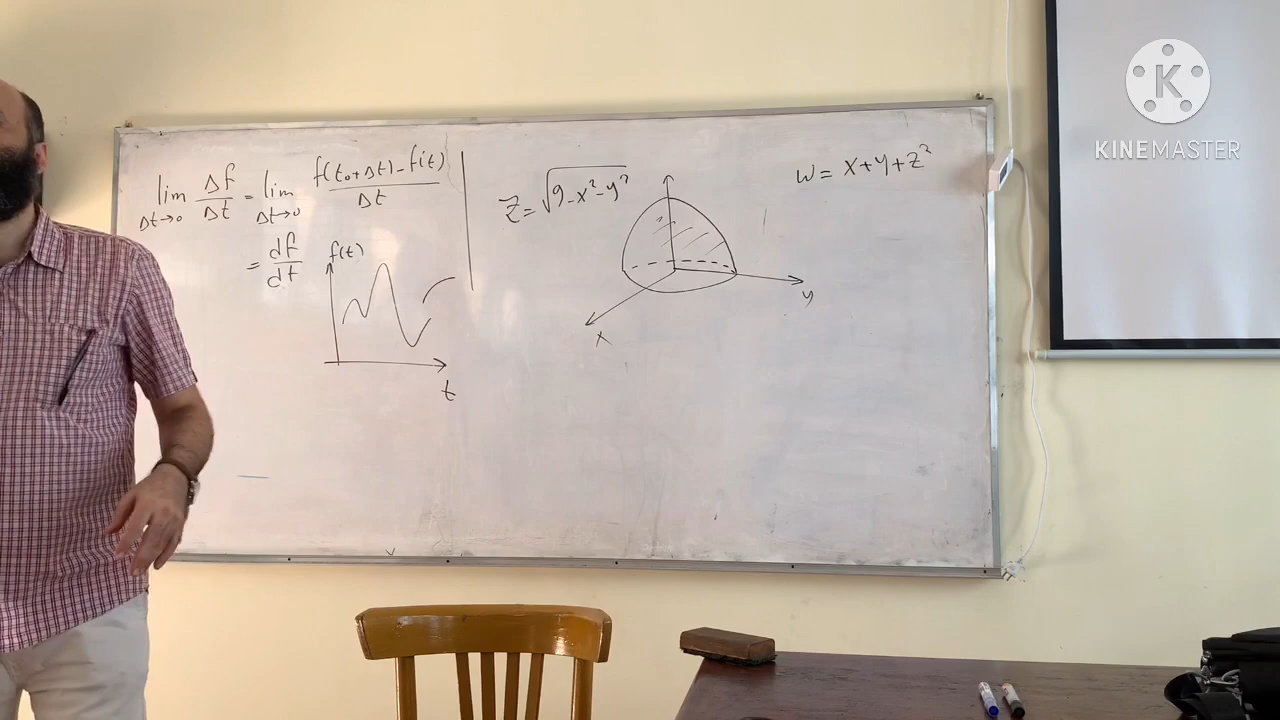 lim Δf/Δt = lim f(t₀+Δt)-f(t)/Δt
Δt→0 Δt→0
= df/dt
f(t)
t
Z = √9-x²-y²
x
y
w = x+y+z²
K
KINEMASTER